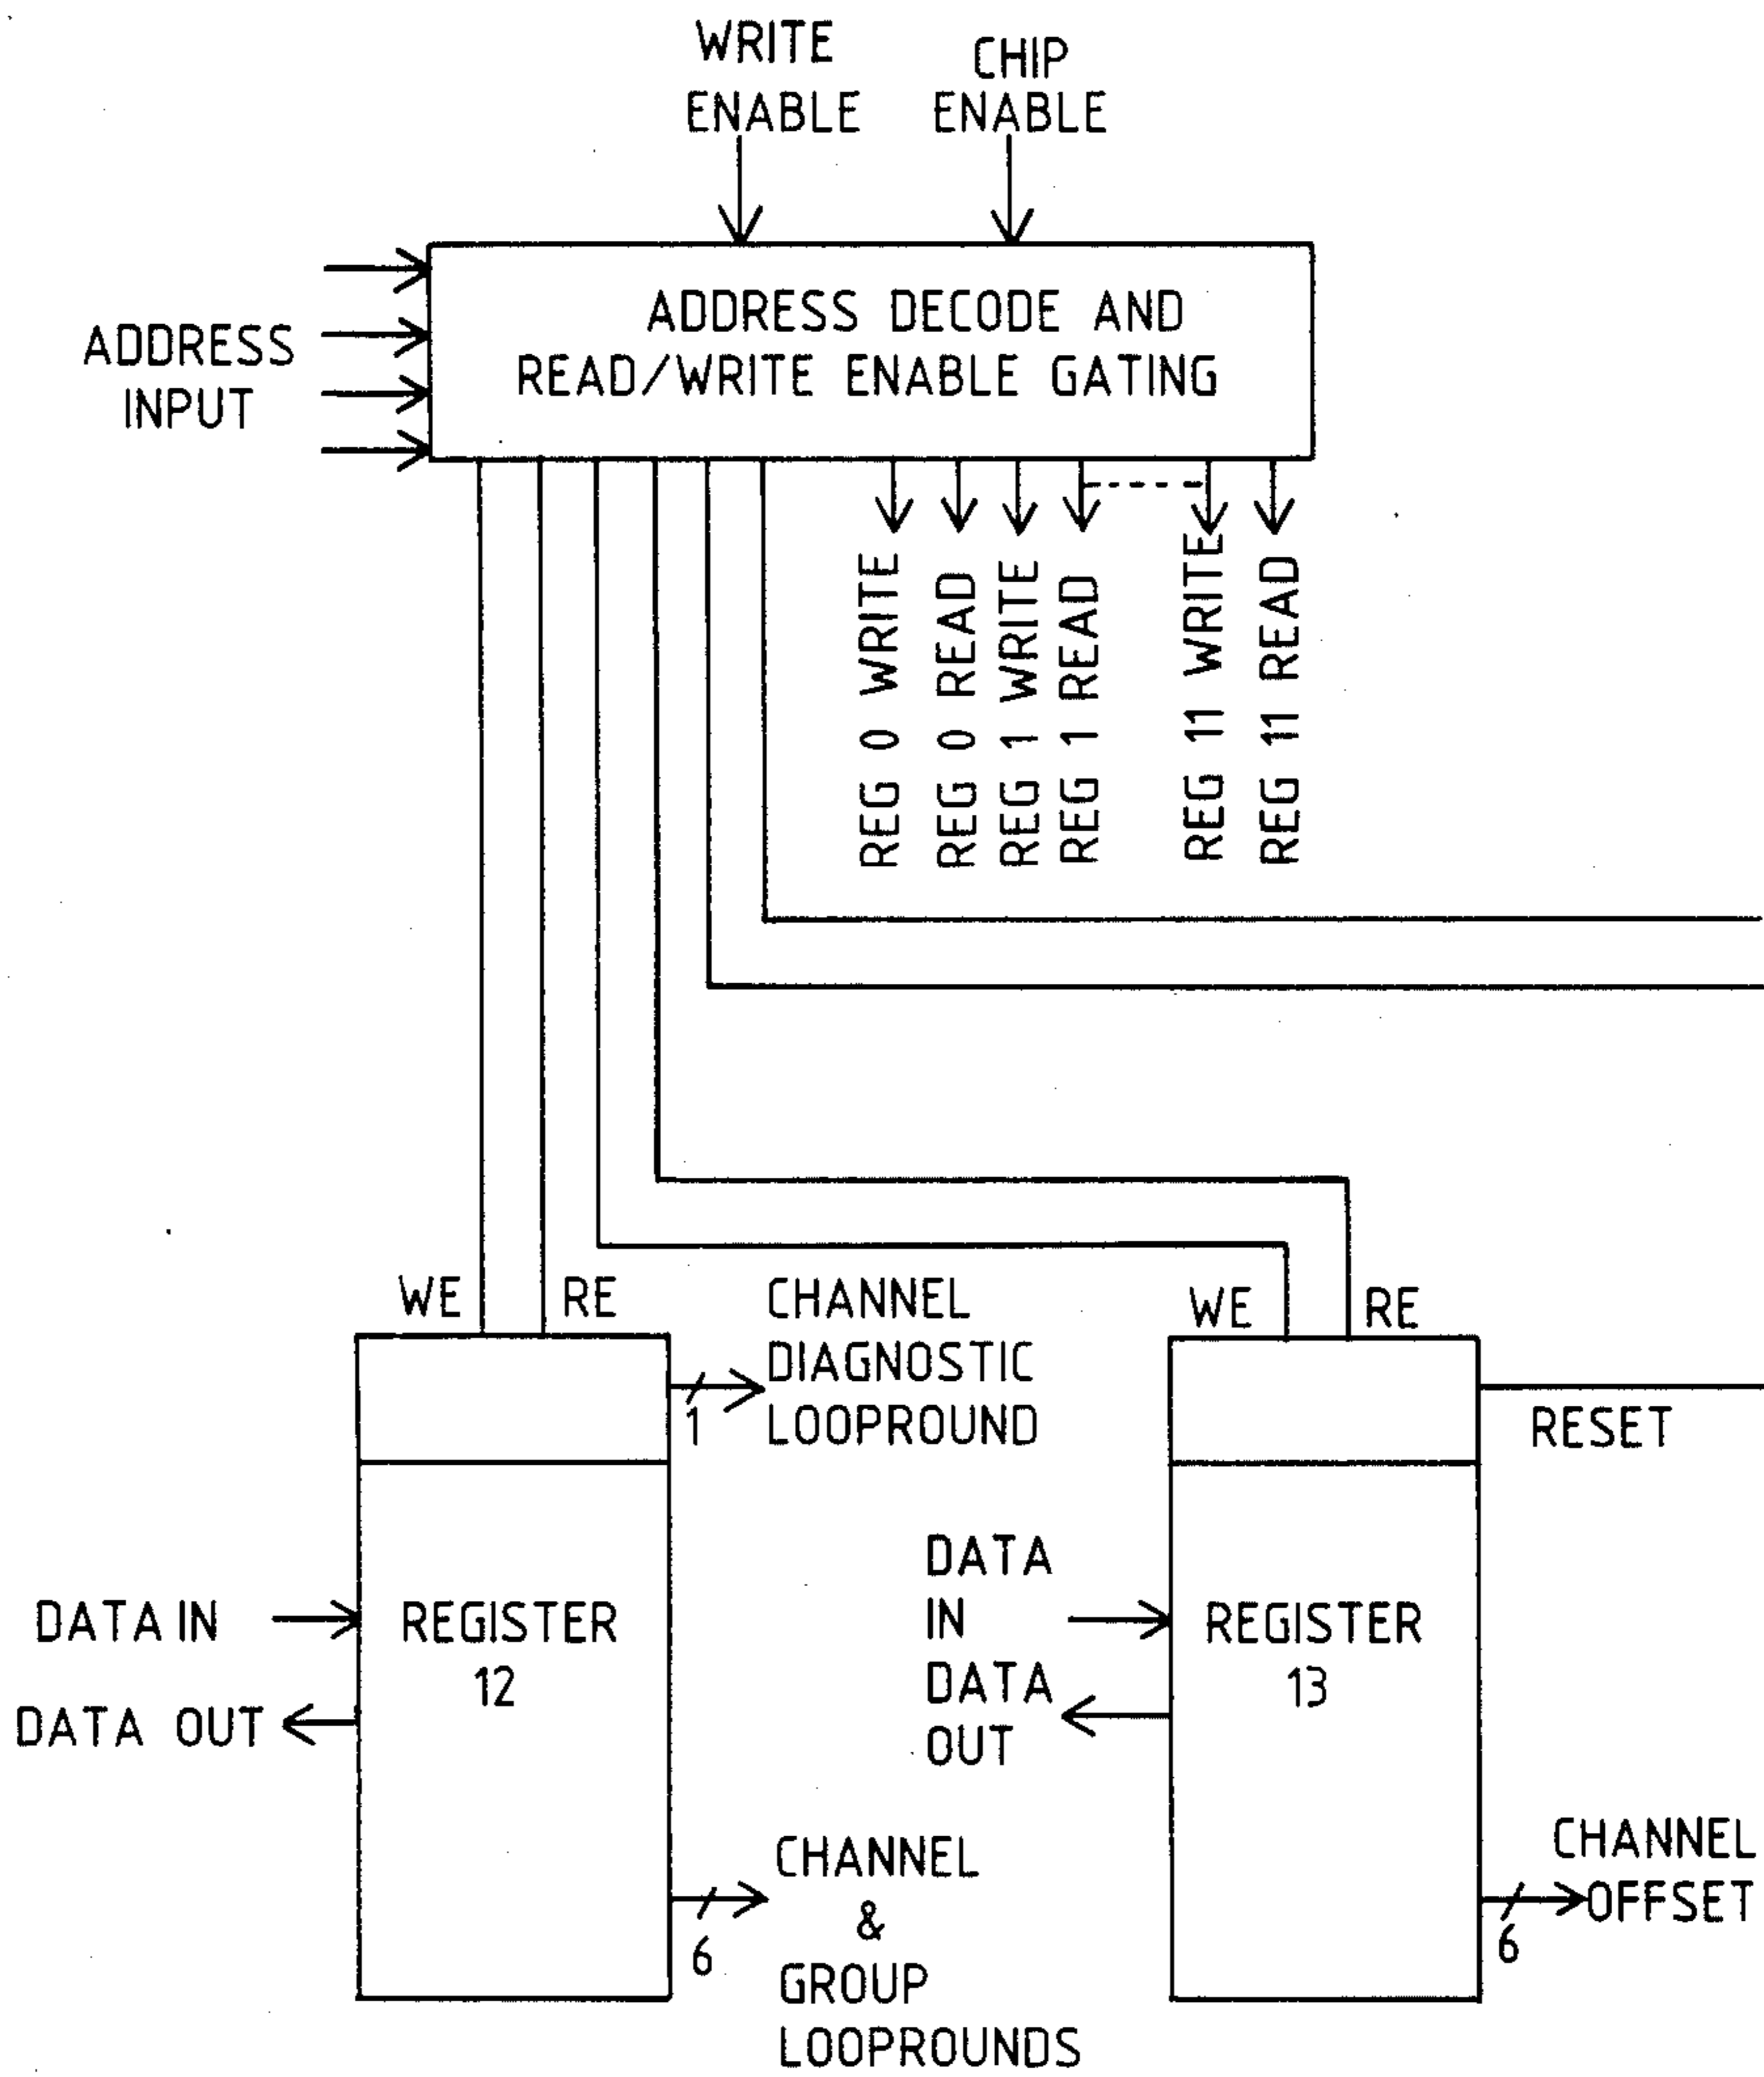 WRITE
ENABLE
CHIP
ENABLE
ADDRESS
INPUT
ADDRESS DECODE AND
READ/WRITE ENABLE GATING
REG 0 WRITE
REG 0 READ
REG 1 WRITE
REG 1 READ
REG 11 WRITE
REG 11 READ
WE
RE
CHANNEL
DIAGNOSTIC
LOOPROUND
1
WE
RE
RESET
DATA IN
DATA OUT
REGISTER
12
DATA
IN
DATA
OUT
REGISTER
13
CHANNEL
&
GROUP
LOOPROUNDS
6
CHANNEL
OFFSET
6